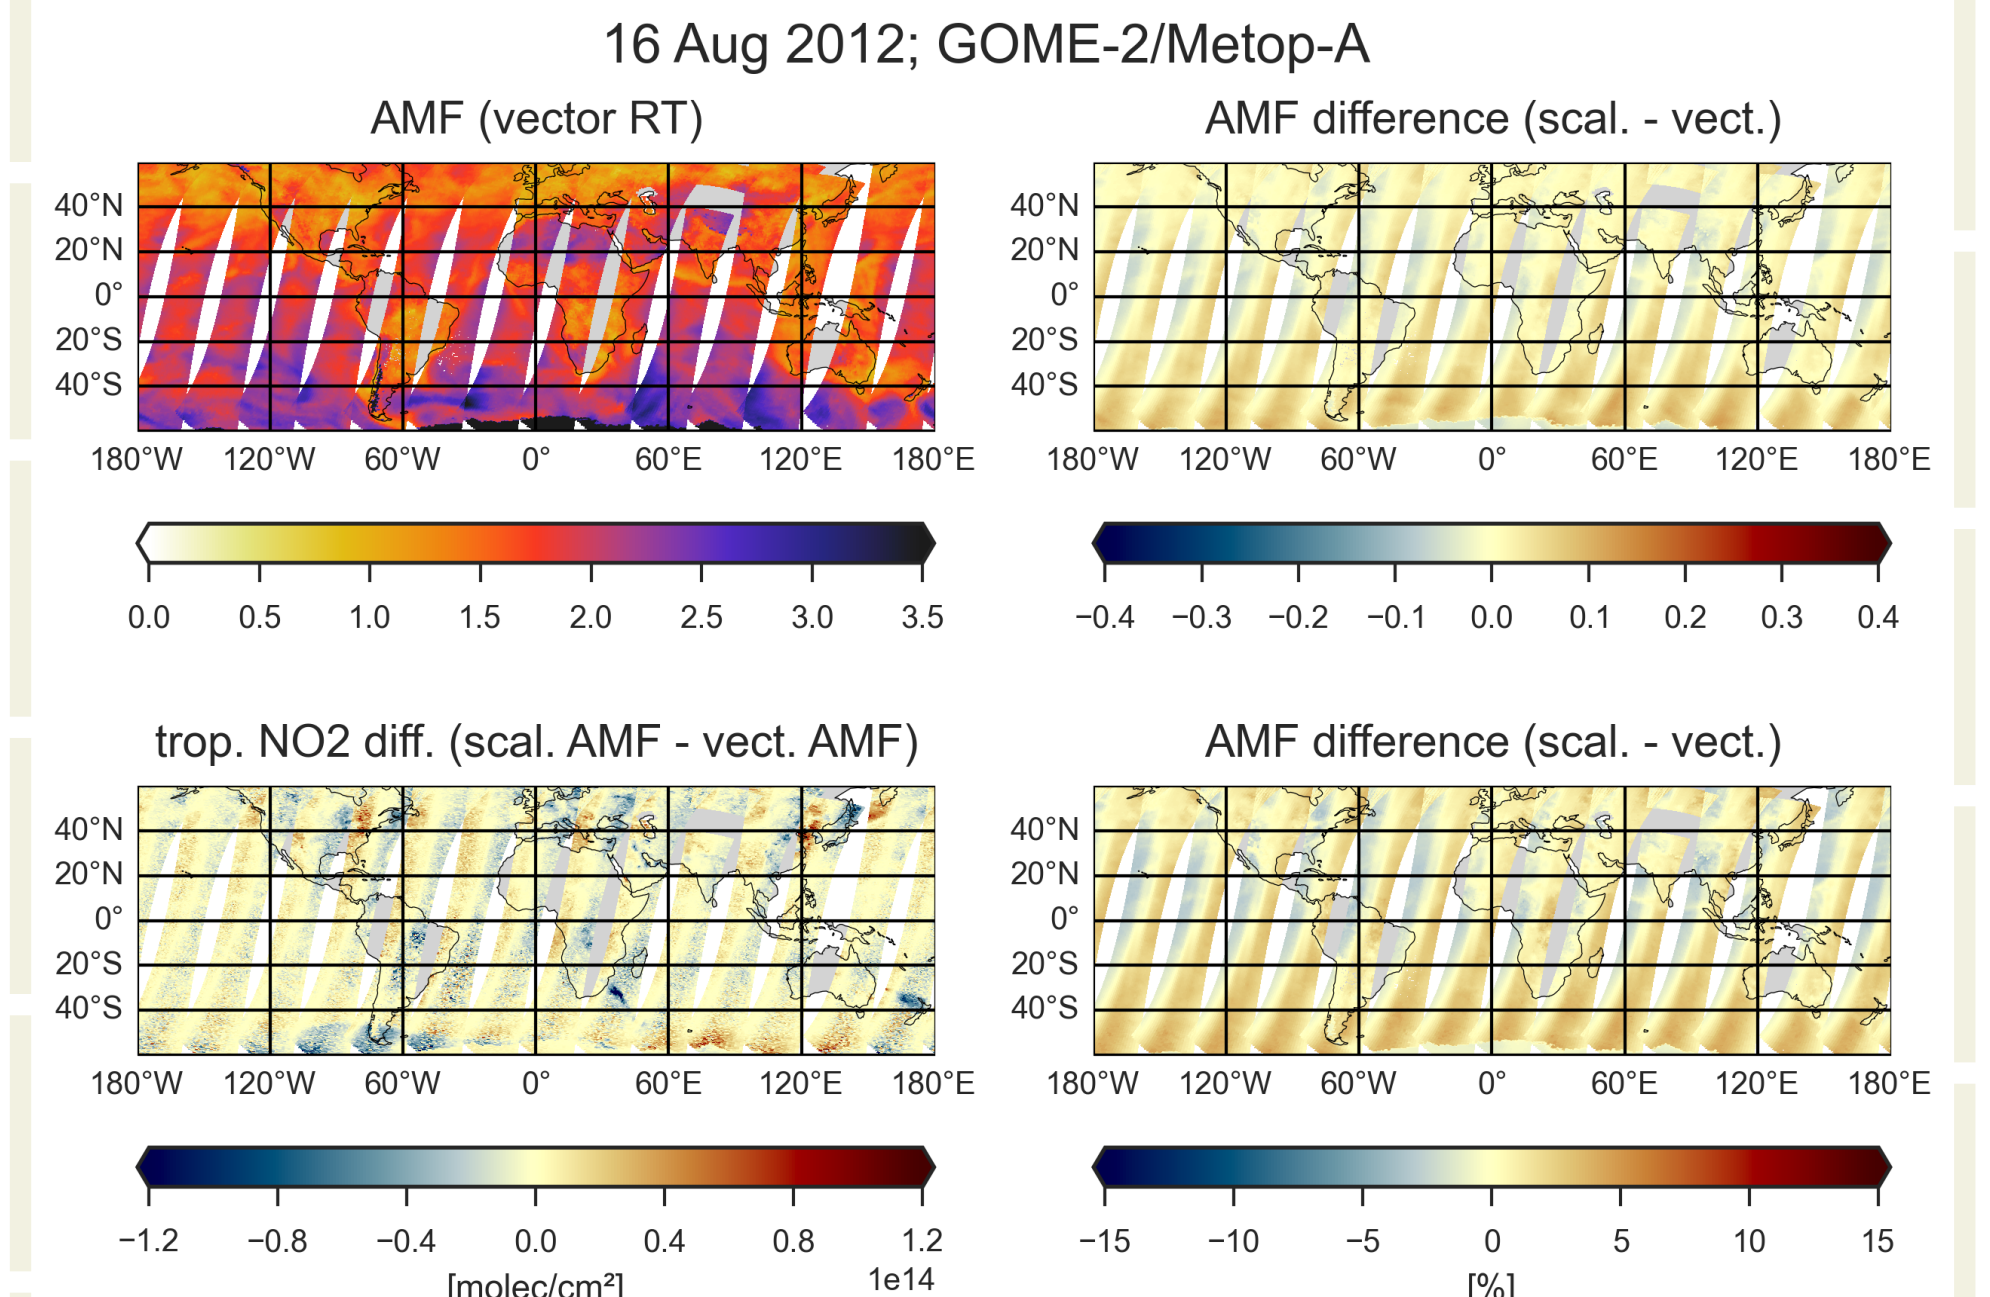 16 Aug 2012; GOME-2/Metop-A
AMF (vector RT)
40°N
20°N
0°
20°S
40°S
180°W 120°W 60°W 0° 60°E 120°E 180°E
0.0 0.5 1.0 1.5 2.0 2.5 3.0 3.5
AMF difference (scal. - vect.)
40°N
20°N
0°
20°S
40°S
180°W 120°W 60°W 0° 60°E 120°E 180°E
−0.4 −0.3 −0.2 −0.1 0.0 0.1 0.2 0.3 0.4
trop. NO2 diff. (scal. AMF - vect. AMF)
40°N
20°N
0°
20°S
40°S
180°W 120°W 60°W 0° 60°E 120°E 180°E
−1.2 −0.8 −0.4 0.0 0.4 0.8 1.2
[molec/cm²] 1e14
AMF difference (scal. - vect.)
40°N
20°N
0°
20°S
40°S
180°W 120°W 60°W 0° 60°E 120°E 180°E
−15 −10 −5 0 5 10 15
[%]